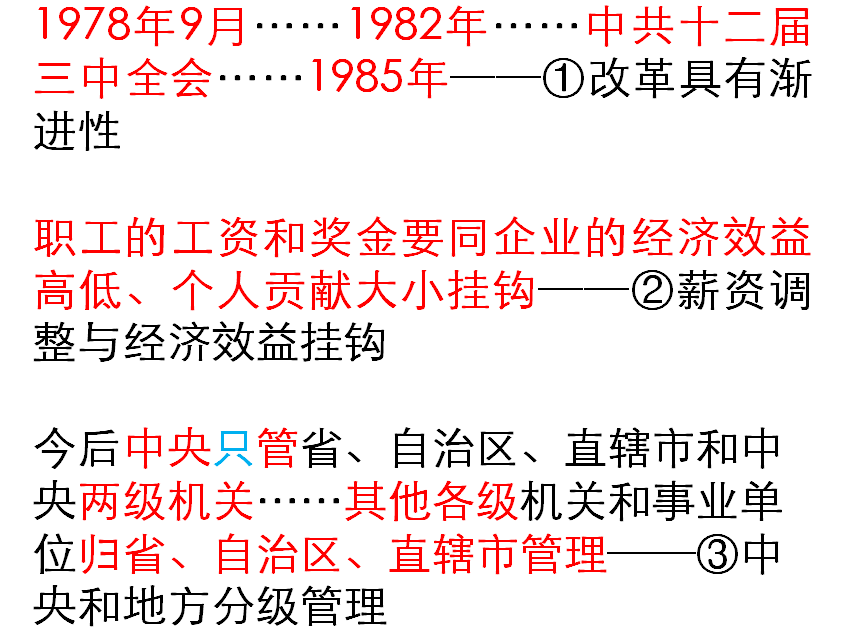 1978年9月……1982年……中共十二届
三中全会……1985年——①改革具有渐
进性
职工的工资和奖金要同企业的经济效益
高低、个人贡献大小挂钩——②薪资调
整与经济效益挂钩
今后中央只管省、自治区、直辖市和中
央两级机关……其他各级机关和事业单
位归省、自治区、直辖市管理——③中
央和地方分级管理